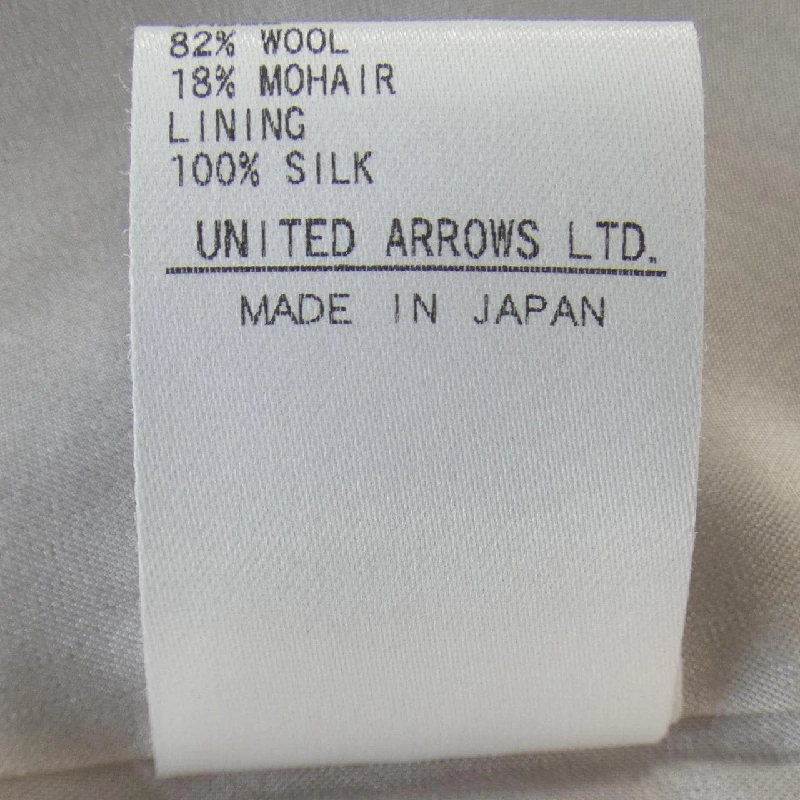 82% WOOL
18% MOHAIR
LINING
100% SILK
UNITED ARROWS LTD.
MADE IN JAPAN